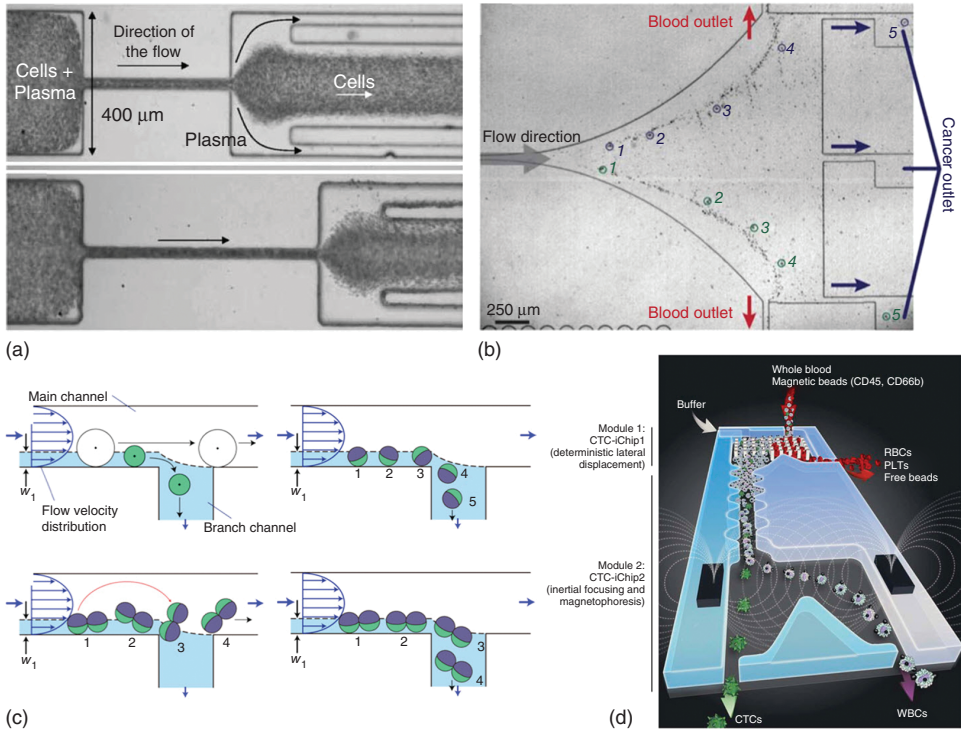 Cells +
Plasma
Direction of
the flow
400 μm
Cells
Plasma
(a)
Blood outlet
Flow direction
1
2
3
4
5
1
2
3
4
5
Cancer outlet
250 μm
Blood outlet
(b)
Main channel
w1
Flow velocity
distribution
Branch channel
w1
1
2
3
4
5
w1
1
2
3
4
w1
1
2
3
4
(c)
Whole blood
Magnetic beads (CD45, CD66b)
Buffer
Module 1:
CTC-iChip1
(deterministic lateral
displacement)
RBCs
PLTs
Free beads
Module 2:
CTC-iChip2
(inertial focusing and
magnetophoresis)
CTCs
WBCs
(d)